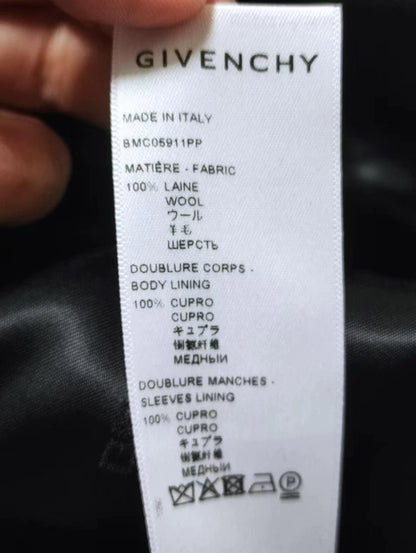 GIVENCHY
MADE IN ITALY
BMC05911PP
MATIÈRE - FABRIC
100% LAINE
WOOL
ウール
羊毛
ШЕРСТЬ
DOUBLURE CORPS -
BODY LINING
100% CUPRO
CUPRO
キュプラ
铜氨纤维
МЕДНЫЙ
DOUBLURE MANCHES -
SLEEVES LINING
100% CUPRO
CUPRO
キュプラ
铜氨纤维
МЕДНЫЙ
P